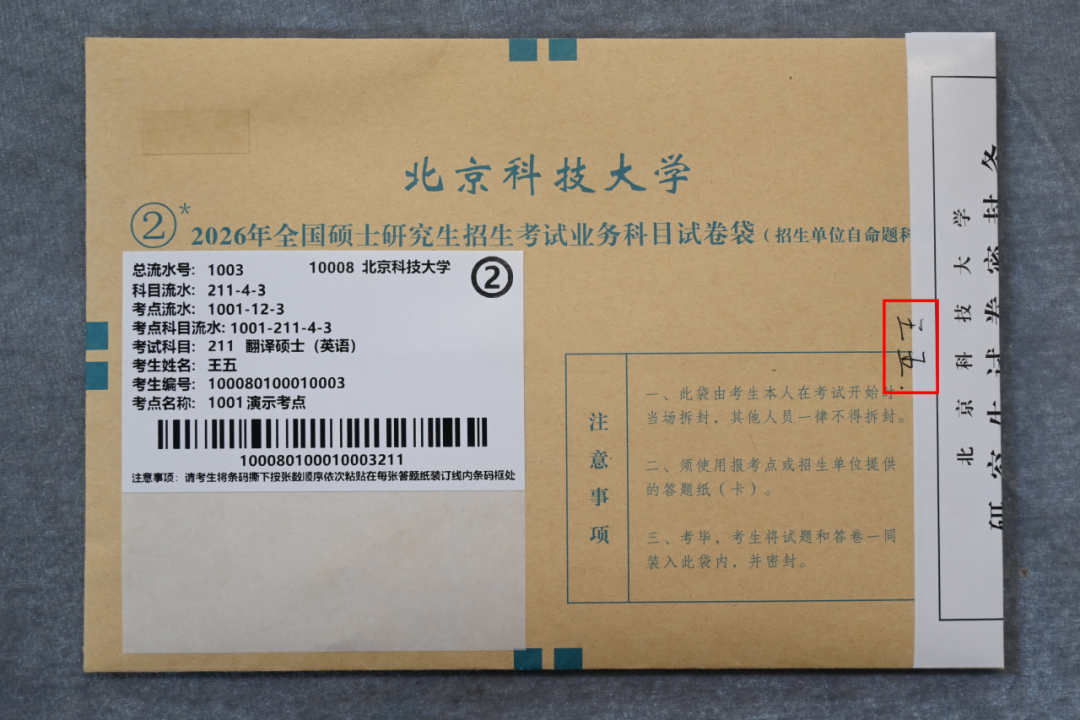 北京科技大学
②*
2026年全国硕士研究生招生考试业务科目试卷袋（招生单位自命题科
总流水号： 1003
10008 北京科技大学
②
科目流水： 211-4-3
考点流水： 1001-12-3
考点科目流水: 1001-211-4-3
考试科目： 211 翻译硕士（英语）
考生姓名： 王五
考生编号： 100080100010003
考点名称： 1001 演示考点
100080100010003211
注意事项： 请考生将条码撕下按张数顺序依次粘贴在每张答题纸装订线内条码框处
注意事项
一、此袋由考生本人在考试开始时
当场拆封，其他人员一律不得拆封。
二、须使用报考点或招生单位提供
的答题纸（卡）。
三、考毕，考生将试题和答卷一同
装入此袋内，并密封。
王五
北京科技大学
研究生试卷密封条